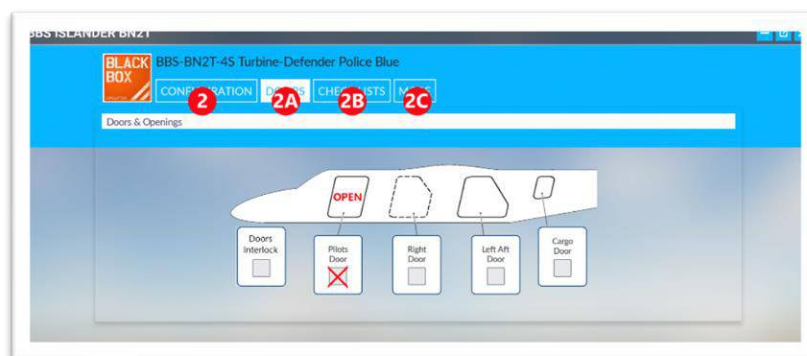 BBS ISLANDER BN2T
BLACK BOX
BBS-BN2T-4S Turbine-Defender Police Blue
2 2A CHECKLISTS 2B 2C
Doors & Openings
OPEN
Doors Interlock
Pilots Door
Right Door
Left Aft Door
Cargo Door